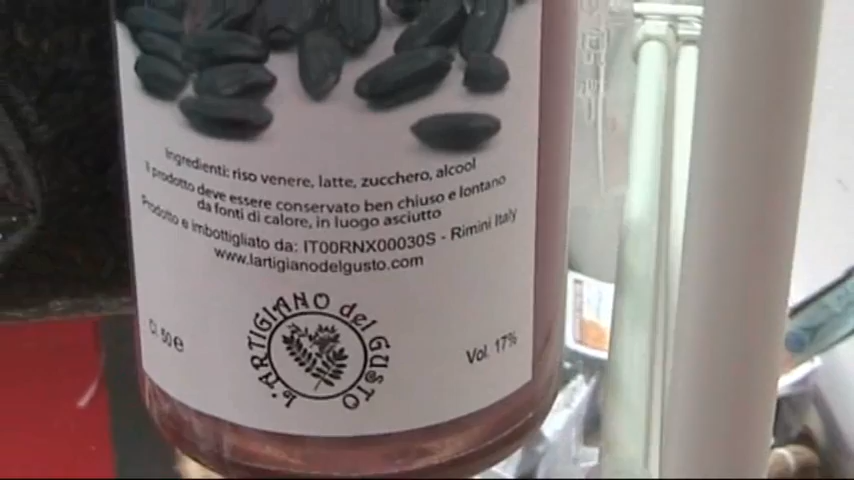 Ingredienti: riso venere, latte, zucchero, alcool
Il prodotto deve essere conservato ben chiuso e lontano
da fonti di calore, in luogo asciutto
Prodotto e imbottigliato da: IT00RNX00030S - Rimini Italy
www.lartigianodelgusto.com
L'ARTIGIANO del GUSTO
Cl. 50 e
Vol. 17%